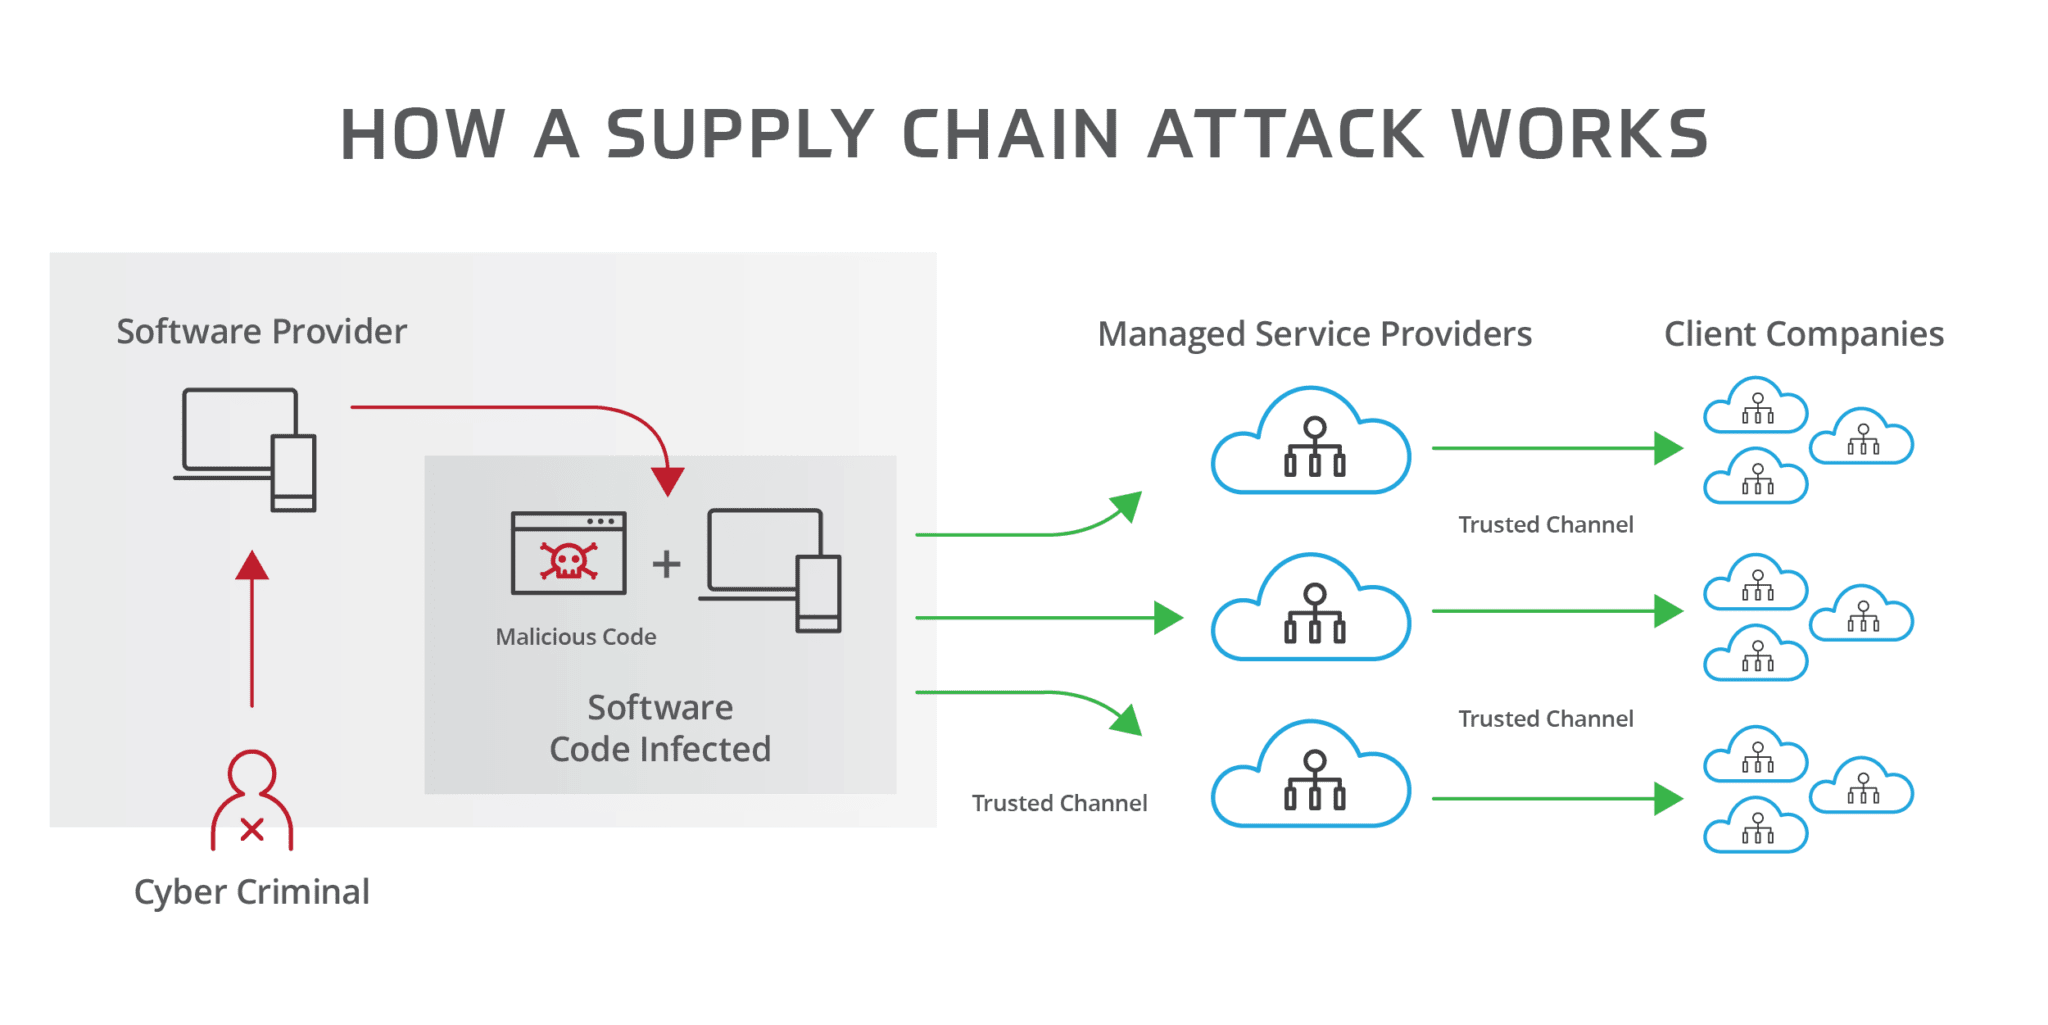 HOW A SUPPLY CHAIN ATTACK WORKS
Software Provider
Managed Service Providers
Client Companies
Malicious Code
+
Software
Code Infected
Trusted Channel
Trusted Channel
Trusted Channel
Cyber Criminal